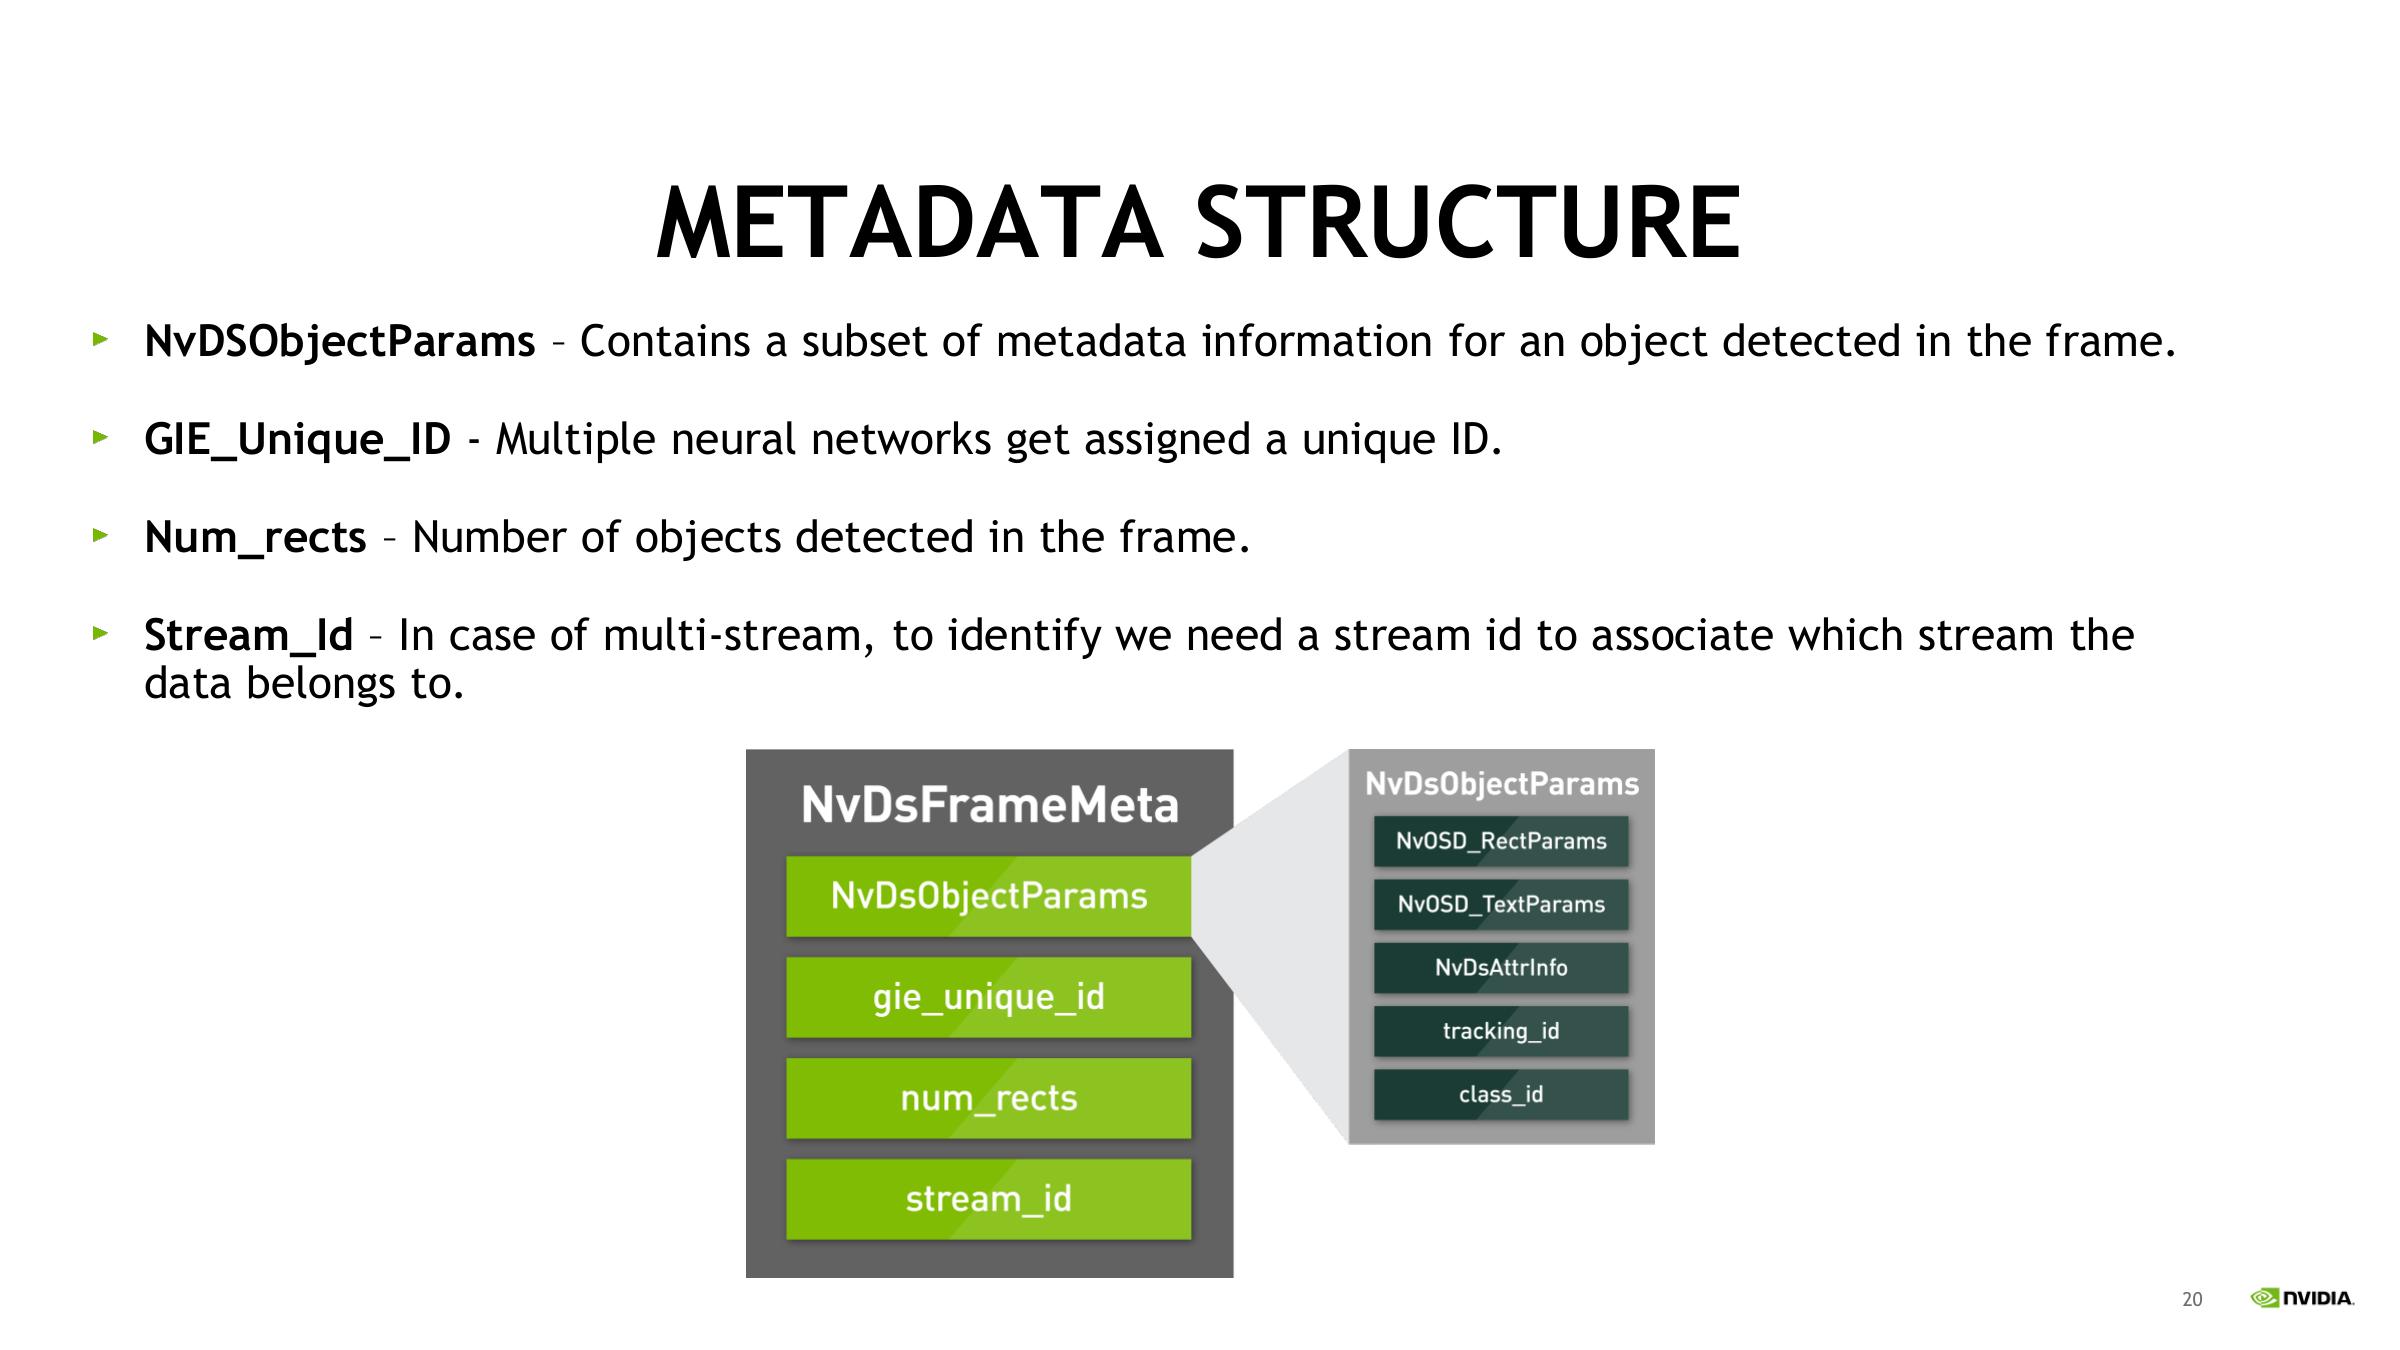 METADATA STRUCTURE
NvDSObjectParams – Contains a subset of metadata information for an object detected in the frame.
GIE_Unique_ID - Multiple neural networks get assigned a unique ID.
Num_rects – Number of objects detected in the frame.
Stream_Id – In case of multi-stream, to identify we need a stream id to associate which stream the
data belongs to.
NvDsFrameMeta
NvDsObjectParams
gie_unique_id
num_rects
stream_id
NvDsObjectParams
NvOSD_RectParams
NvOSD_TextParams
NvDsAttrInfo
tracking_id
class_id
20
NVIDIA.